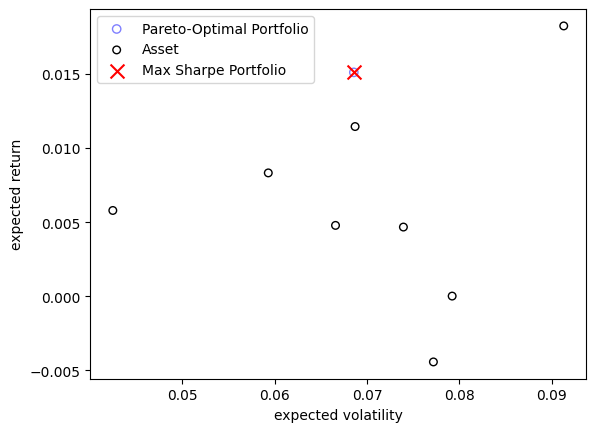 Pareto-Optimal Portfolio
Asset
Max Sharpe Portfolio
0.015
0.010
0.005
0.000
−0.005
expected return
0.05 0.06 0.07 0.08 0.09
expected volatility